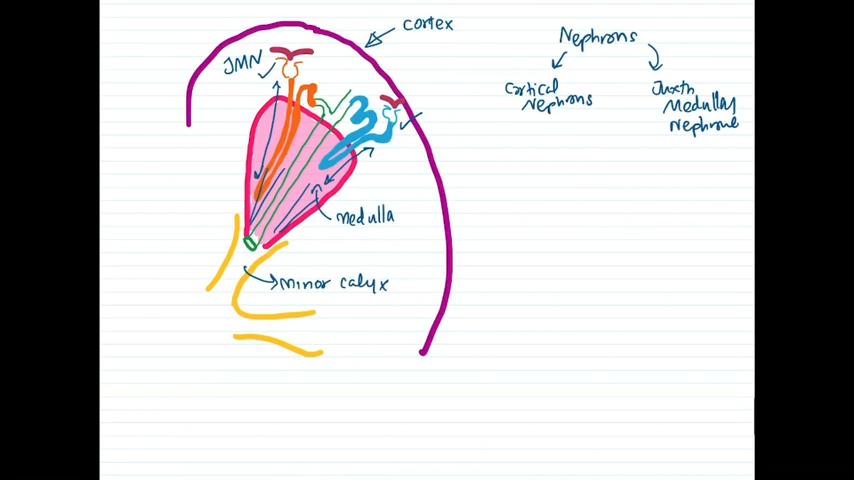 cortex
Nephrons
JMN
Cortical
Nephrons
Juxta
Medullary
Nephrone
medulla
minor calyx